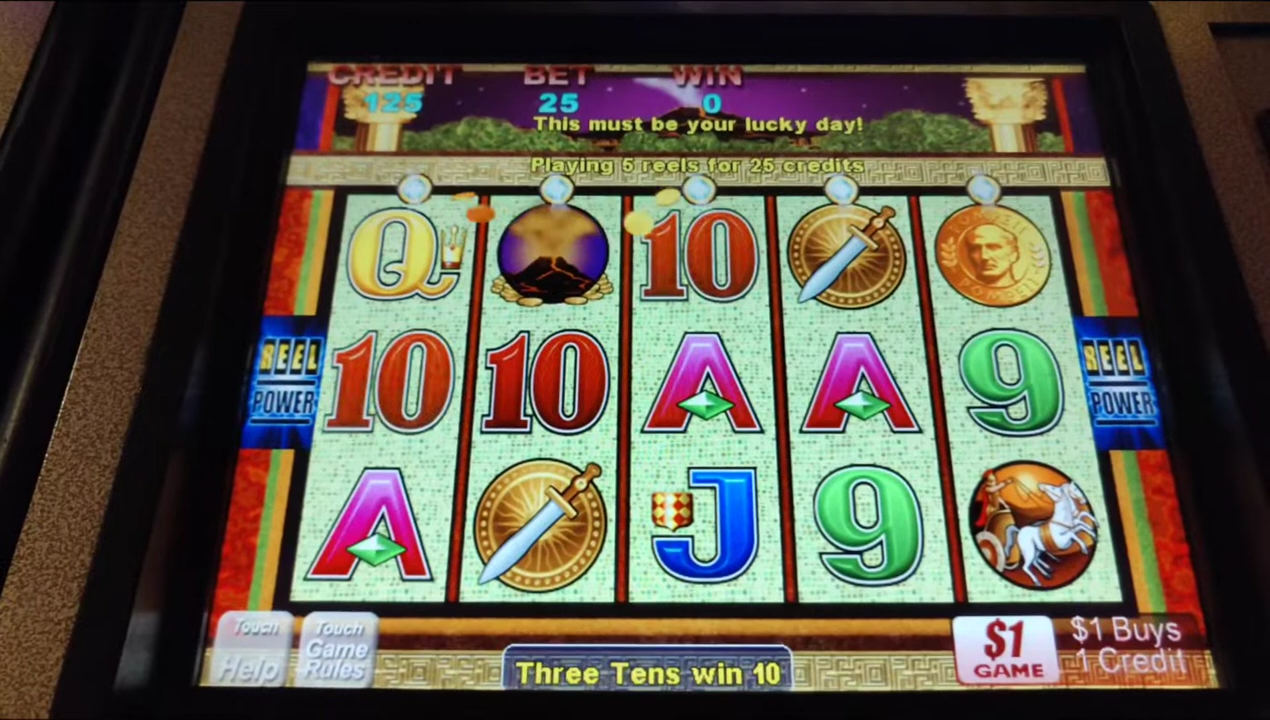 CREDIT BET WIN
125 25 0
This must be your lucky day!
Playing 5 reels for 25 credits
Q 10
POMPEII
POMPEII
REEL POWER
10 10 A A 9
REEL POWER
A J 9
Touch Help
Touch Game Rules
Three Tens win 10
$1 GAME
$1 Buys
1 Credit